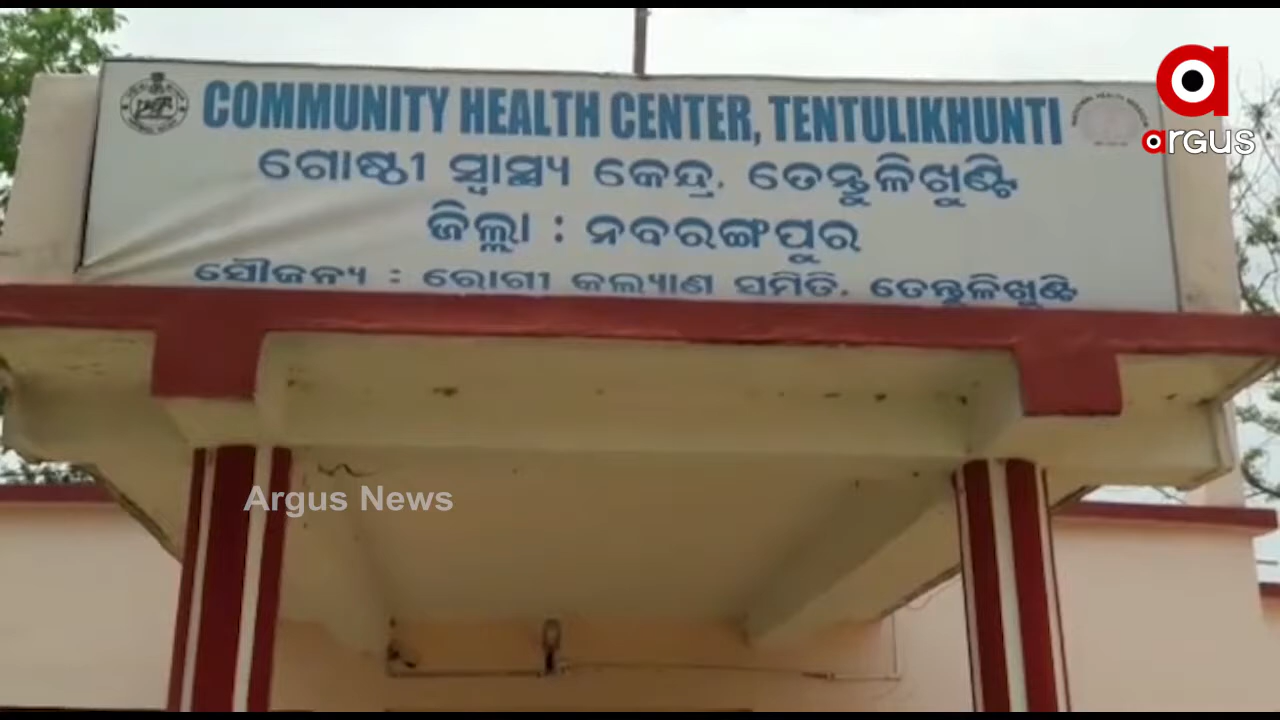 COMMUNITY HEALTH CENTER, TENTULIKHUNTI
ଗୋଷ୍ଠୀ ସ୍ୱାସ୍ଥ୍ୟ କେନ୍ଦ୍ର, ତେନ୍ତୁଳିଖୁଣ୍ଟି
ଜିଲ୍ଲା : ନବରଙ୍ଗପୁର
ସୌଜନ୍ୟ : ରୋଗୀ କଲ୍ୟାଣ ସମିତି, ତେନ୍ତୁଳିଖୁଣ୍ଟି
argus
Argus News